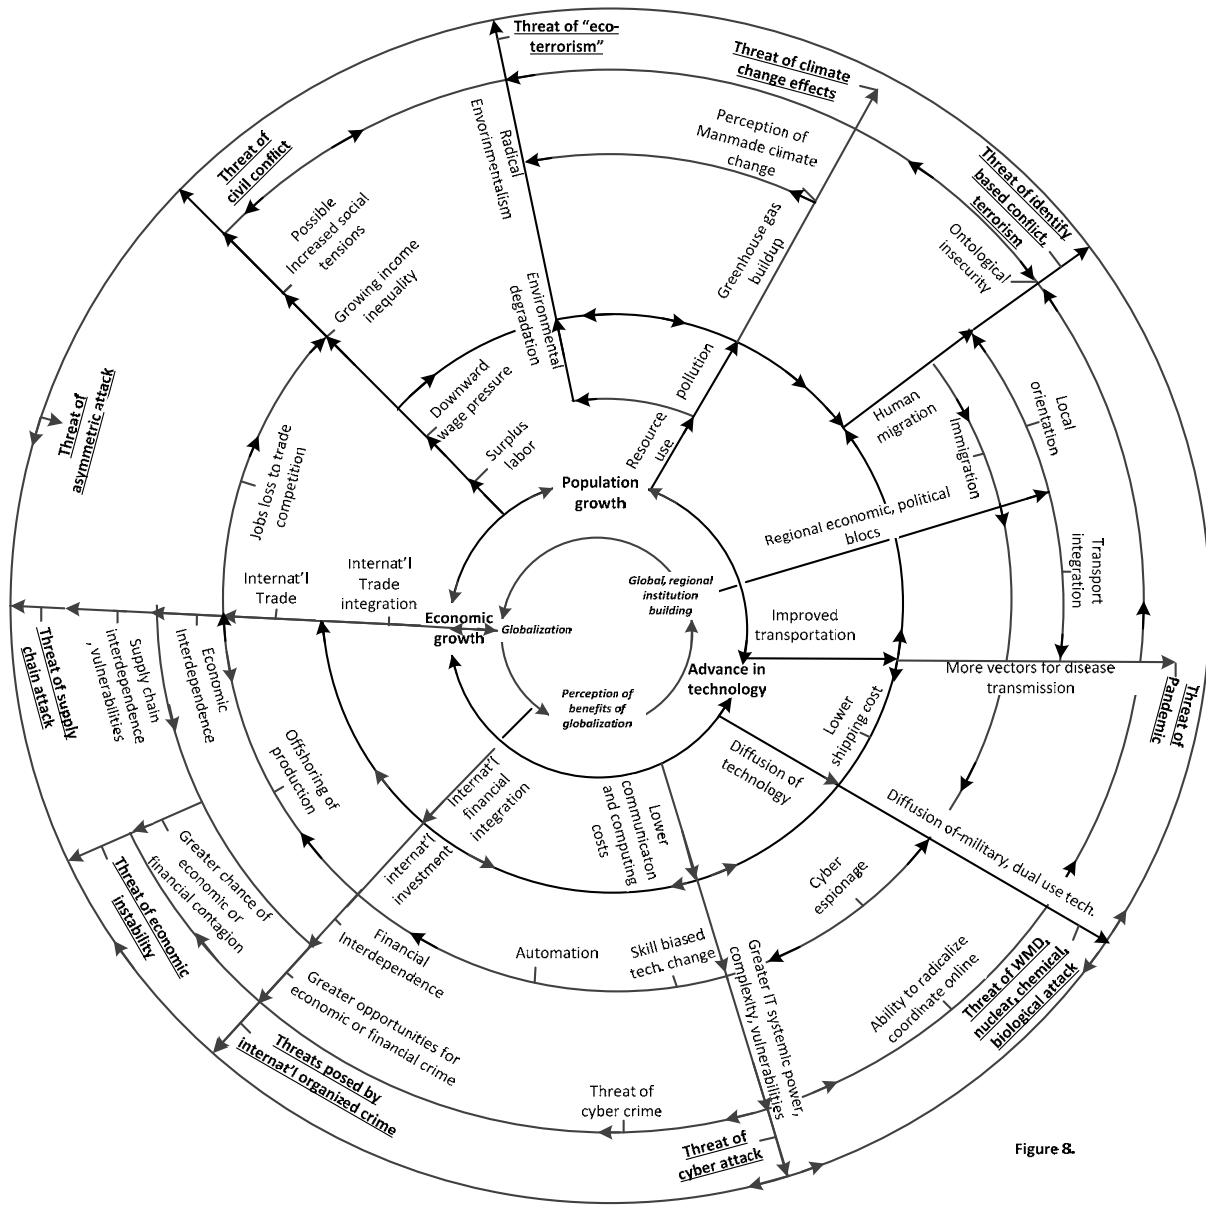 Threat of "eco-
terrorism"
Threat of climate
change effects
Perception of
Manmade climate
change
Threat of identify
based conflict,
terrorism
Ontological
insecurity
Radical
Envorinmentalism
Threat of
civil conflict
Possible
Increased social
tensions
Growing income
inequality
Greenhouse gas
buildup
Environmental
degradation
Downward
wage pressure
Surplus
labor
Resource
use
pollution
Human
migration
Immigration
Local
orientation
Transport
integration
Threat of
asymmetric attack
Jobs loss to trade
competition
Population
growth
Regional economic, political
blocs
Internat'l
Trade
Internat'l
Trade
integration
Economic
growth
Globalization
Global, regional
institution
building
Perception of
benefits of
globalization
Improved
transportation
Advance in
technology
More vectors for disease
transmission
Threat of
Pandemic
Threat of supply
chain attack
Supply chain
interdependence
, vulnerabilities
Economic
Interdependence
Offshoring of
production
Internat'l
financial
integration
internat'l
investment
Lower
communicaton
and computing
costs
Diffusion of
technology
Lower
shipping cost
Diffusion of-military, dual use tech.
Cyber
espionage
Greater chance of
economic or
financial contagion
Threat of economic
instability
Financial
Interdependence
Automation
Skill biased
tech. change
Greater IT systemic power,
complexity, vulnerabilities
Ability to radicalize
coordinate online
Threat of WMD,
nuclear, chemical,
biological attack
Greater opportunities for
economic or financial crime
Threats posed by
internat'l organized crime
Threat of
cyber crime
Threat of
cyber attack
Figure 8.